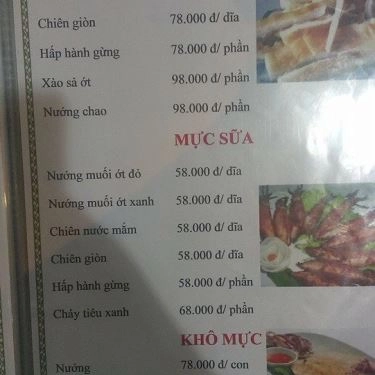 Chiên giòn 78.000 đ/ dĩa
Hấp hành gừng 78.000 đ/ phần
Xào sả ớt 98.000 đ/ phần
Nướng chao 98.000 đ/ phần
MỰC SỮA
Nướng muối ớt đỏ 58.000 đ/ dĩa
Nướng muối ớt xanh 58.000 đ/ dĩa
Chiên nước mắm 58.000 đ/ dĩa
Chiên giòn 58.000 đ/ dĩa
Hấp hành gừng 58.000 đ/ phần
Cháy tiêu xanh 68.000 đ/ phần
KHÔ MỰC
Nướng 78.000 đ/ con